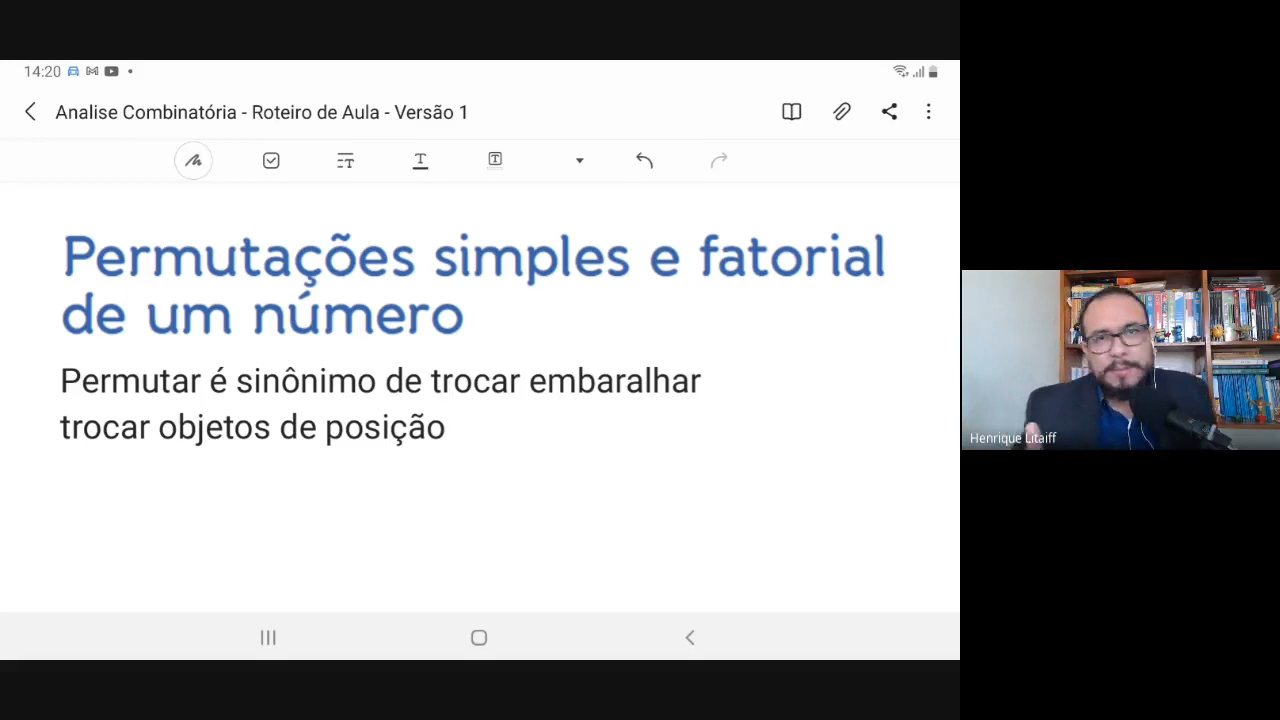 14:20
Analise Combinatória - Roteiro de Aula - Versão 1
Permutações simples e fatorial
de um número
Permutar é sinônimo de trocar embaralhar
trocar objetos de posição
Henrique Litaiff